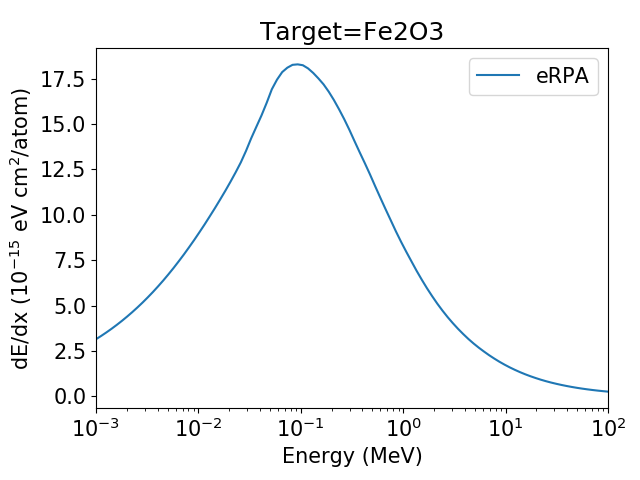 Target=Fe2O3
eRPA
dE/dx (10⁻¹⁵ eV cm²/atom)
17.5
15.0
12.5
10.0
7.5
5.0
2.5
0.0
10⁻³ 10⁻² 10⁻¹ 10⁰ 10¹ 10²
Energy (MeV)